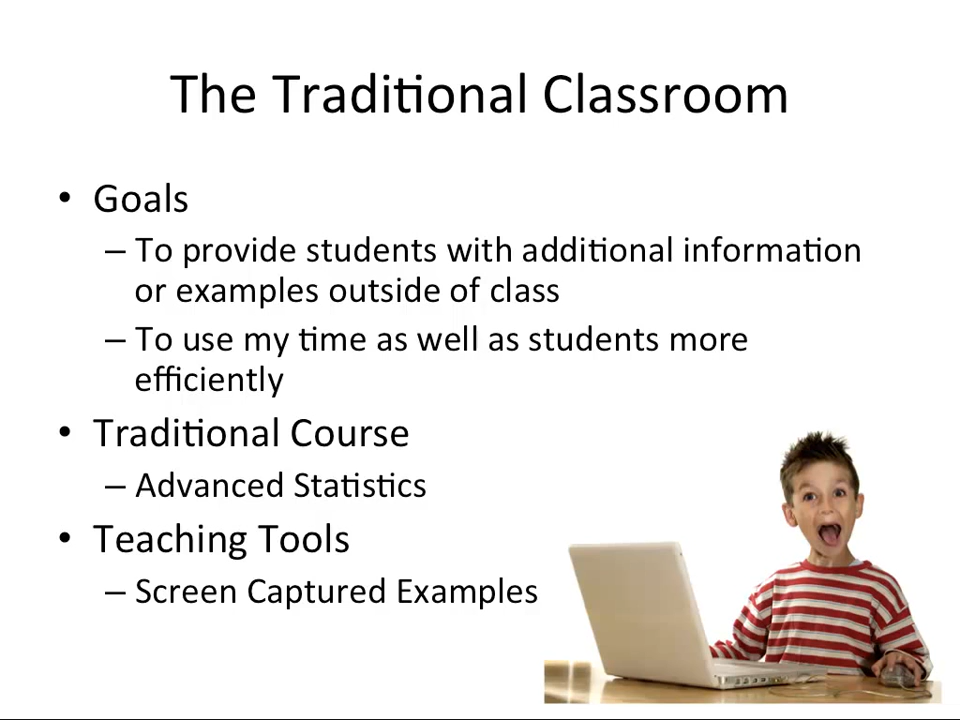 The Traditional Classroom
• Goals
– To provide students with additional information
or examples outside of class
– To use my time as well as students more
efficiently
• Traditional Course
– Advanced Statistics
• Teaching Tools
– Screen Captured Examples